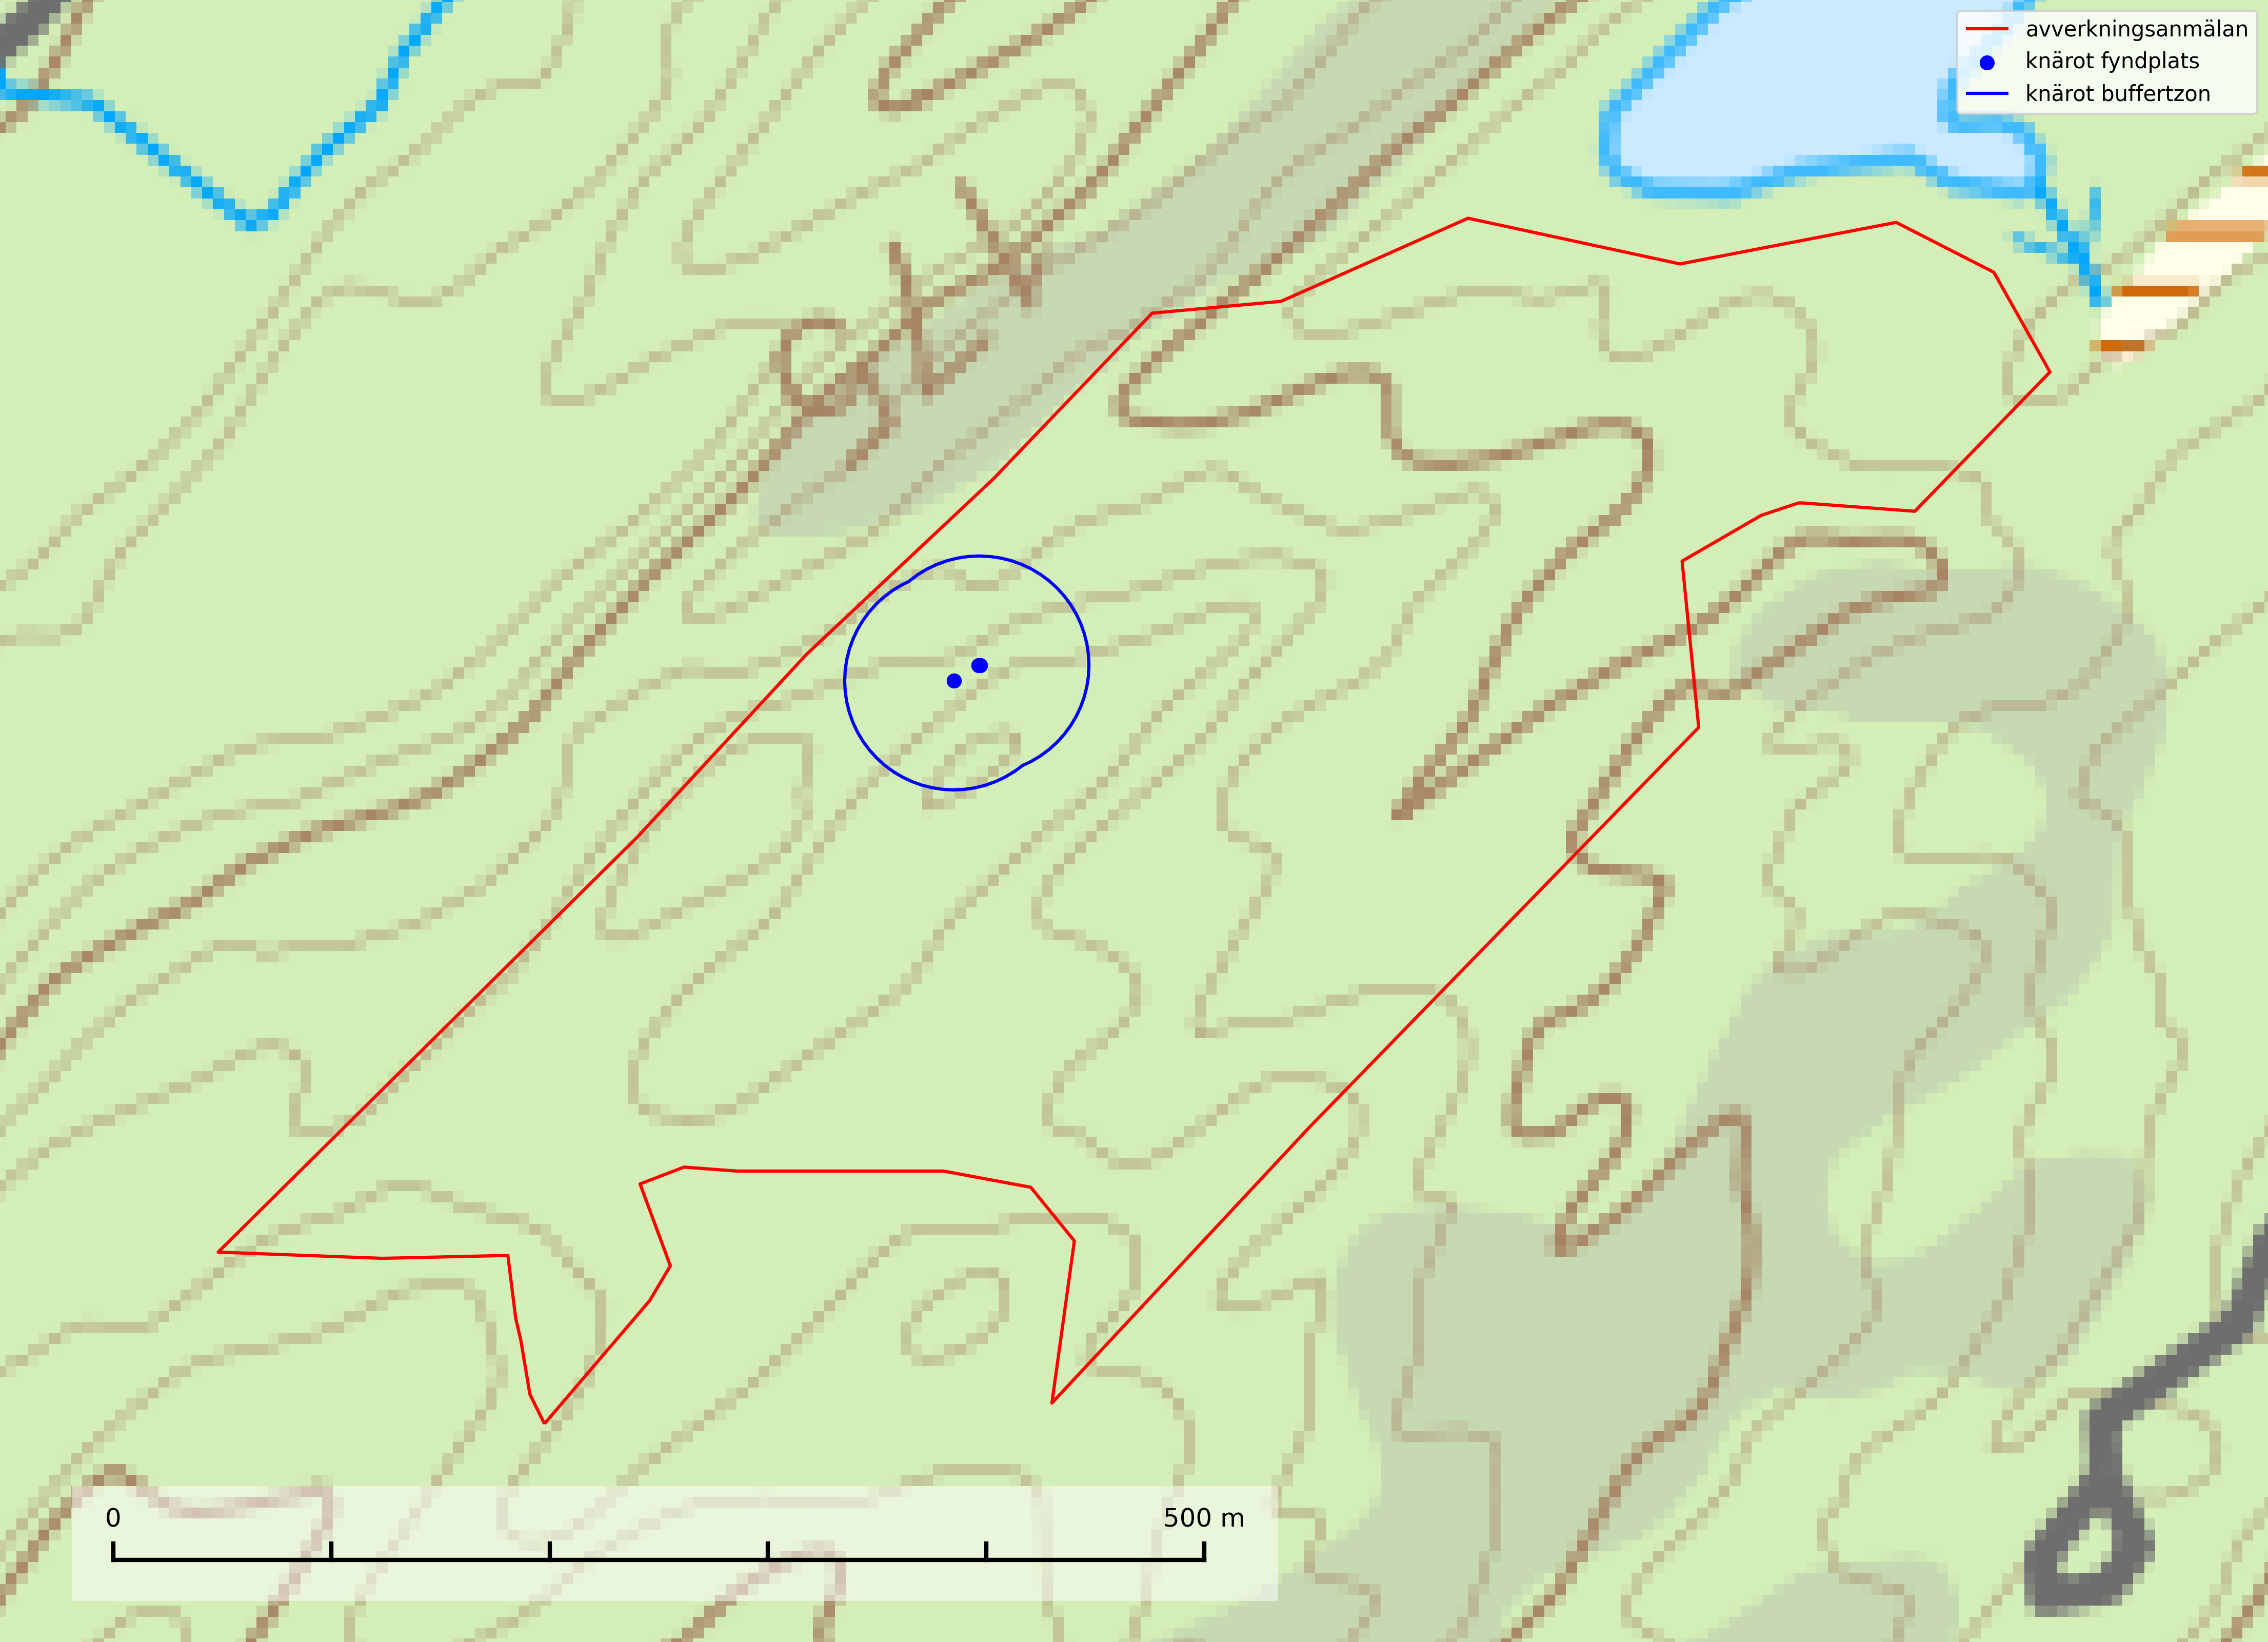 avverkningsanmälan
knärot fyndplats
knärot buffertzon
0
500 m